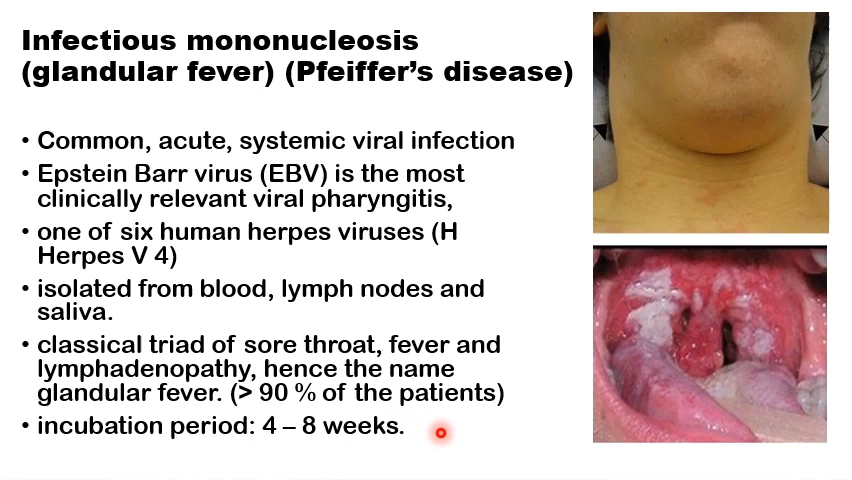 Infectious mononucleosis
(glandular fever) (Pfeiffer’s disease)
• Common, acute, systemic viral infection
• Epstein Barr virus (EBV) is the most
clinically relevant viral pharyngitis,
• one of six human herpes viruses (H
Herpes V 4)
• isolated from blood, lymph nodes and
saliva.
• classical triad of sore throat, fever and
lymphadenopathy, hence the name
glandular fever. (> 90 % of the patients)
• incubation period: 4 – 8 weeks.